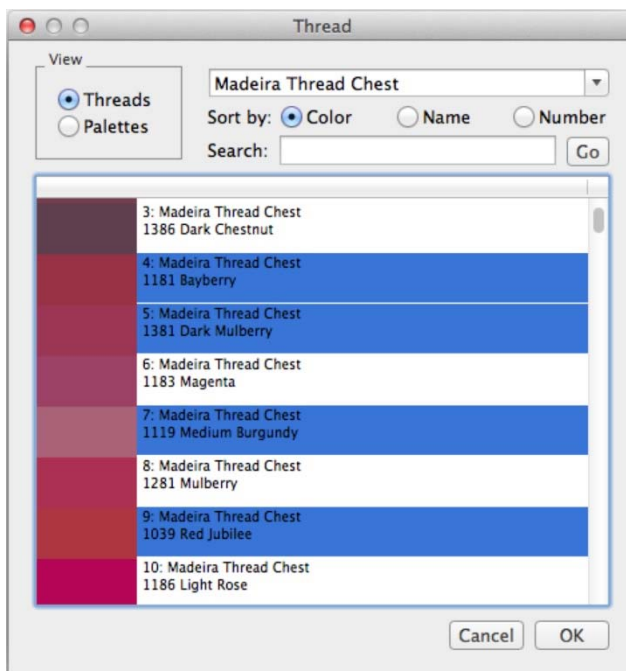 Thread
View
Threads
Palettes
Madeira Thread Chest
Sort by: Color Name Number
Search: Go
3: Madeira Thread Chest
1386 Dark Chestnut
4: Madeira Thread Chest
1181 Bayberry
5: Madeira Thread Chest
1381 Dark Mulberry
6: Madeira Thread Chest
1183 Magenta
7: Madeira Thread Chest
1119 Medium Burgundy
8: Madeira Thread Chest
1281 Mulberry
9: Madeira Thread Chest
1039 Red Jubilee
10: Madeira Thread Chest
1186 Light Rose
Cancel OK